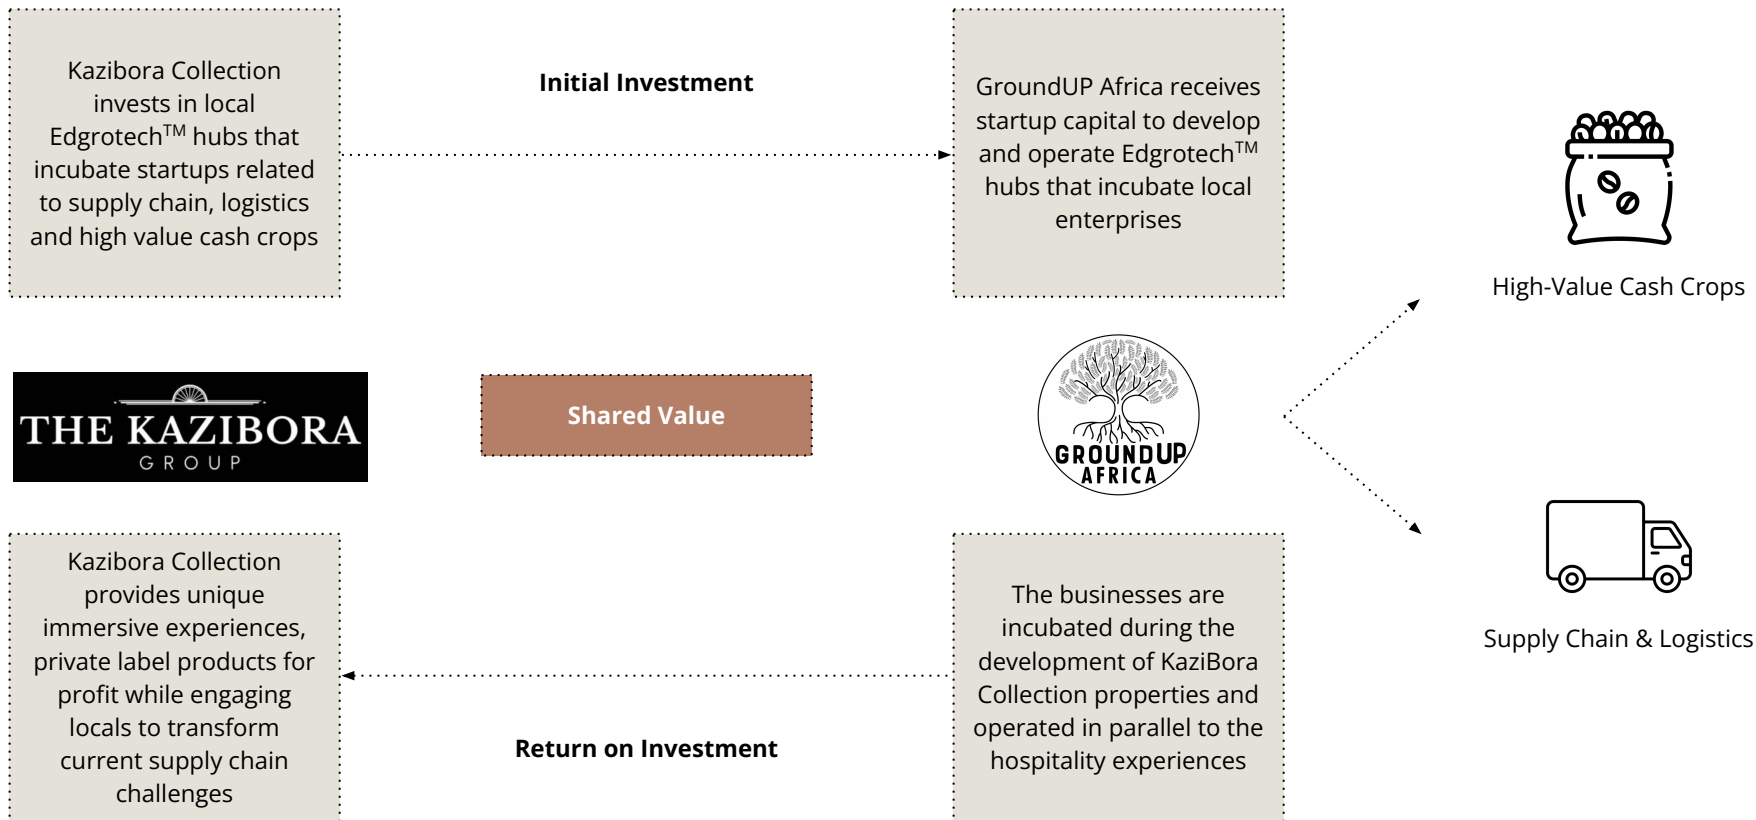 Kazibora Collection
invests in local
Edgrotech™ hubs that
incubate startups related
to supply chain, logistics
and high value cash crops
Initial Investment
GroundUP Africa receives
startup capital to develop
and operate Edgrotech™
hubs that incubate local
enterprises
High-Value Cash Crops
THE KAZIBORA
GROUP
Shared Value
GROUNDUP
AFRICA
Kazibora Collection
provides unique
immersive experiences,
private label products for
profit while engaging
locals to transform
current supply chain
challenges
Return on Investment
The businesses are
incubated during the
development of KaziBora
Collection properties and
operated in parallel to the
hospitality experiences
Supply Chain & Logistics